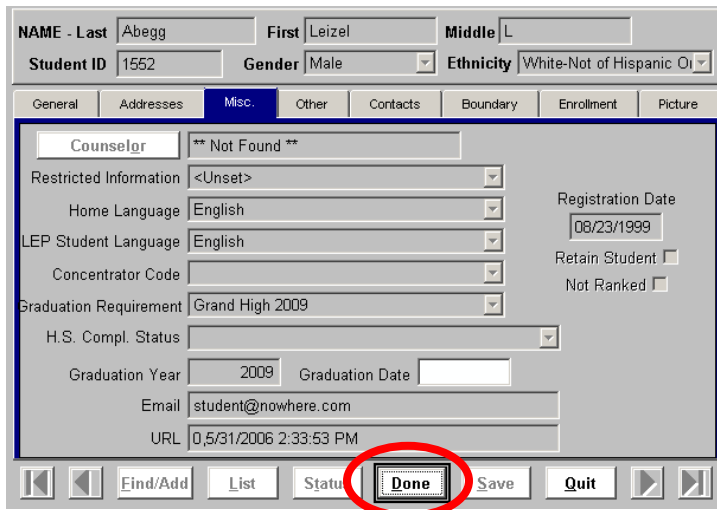 NAME - Last Abegg First Leizel Middle L
Student ID 1552 Gender Male Ethnicity White-Not of Hispanic Or
General Addresses Misc. Other Contacts Boundary Enrollment Picture
Counselor ** Not Found **
Restricted Information <Unset>
Home Language English
Registration Date
08/23/1999
LEP Student Language English
Retain Student
Concentrator Code
Not Ranked
Graduation Requirement Grand High 2009
H.S. Compl. Status
Graduation Year 2009 Graduation Date
Email student@nowhere.com
URL 0,5/31/2006 2:33:53 PM
Find/Add List Status Done Save Quit